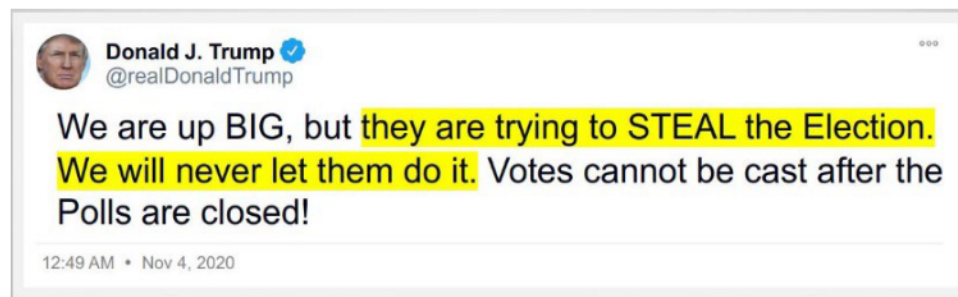 Donald J. Trump
@realDonaldTrump
We are up BIG, but they are trying to STEAL the Election.
We will never let them do it. Votes cannot be cast after the
Polls are closed!
12:49 AM • Nov 4, 2020